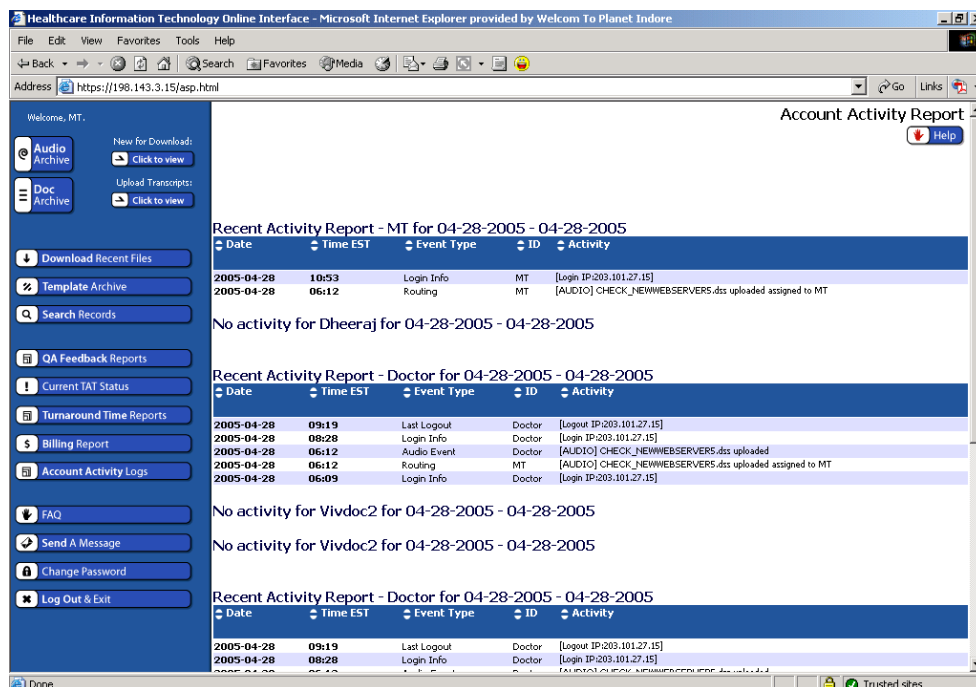 Healthcare Information Technology Online Interface - Microsoft Internet Explorer provided by Welcom To Planet Indore
File Edit View Favorites Tools Help
Back Search Favorites Media
Address https://198.143.3.15/asp.html Go Links
Welcome, MT.
Audio Archive
New for Download:
Click to view
Doc Archive
Upload Transcripts:
Click to view
Download Recent Files
Template Archive
Search Records
QA Feedback Reports
Current TAT Status
Turnaround Time Reports
Billing Report
Account Activity Logs
FAQ
Send A Message
Change Password
Log Out & Exit
Account Activity Report
Help
Recent Activity Report - MT for 04-28-2005 - 04-28-2005
Date Time EST Event Type ID Activity
2005-04-28 10:53 Login Info MT [Login IP:203.101.27.15]
2005-04-28 06:12 Routing MT [AUDIO] CHECK_NEWWEBSERVER5.dss uploaded assigned to MT
No activity for Dheeraj for 04-28-2005 - 04-28-2005
Recent Activity Report - Doctor for 04-28-2005 - 04-28-2005
Date Time EST Event Type ID Activity
2005-04-28 09:19 Last Logout Doctor [Logout IP:203.101.27.15]
2005-04-28 08:28 Login Info Doctor [Login IP:203.101.27.15]
2005-04-28 06:12 Audio Event Doctor [AUDIO] CHECK_NEWWEBSERVER5.dss uploaded
2005-04-28 06:12 Routing MT [AUDIO] CHECK_NEWWEBSERVER5.dss uploaded assigned to MT
2005-04-28 06:09 Login Info Doctor [Login IP:203.101.27.15]
No activity for Vivdoc2 for 04-28-2005 - 04-28-2005
No activity for Vivdoc2 for 04-28-2005 - 04-28-2005
Recent Activity Report - Doctor for 04-28-2005 - 04-28-2005
Date Time EST Event Type ID Activity
2005-04-28 09:19 Last Logout Doctor [Logout IP:203.101.27.15]
2005-04-28 08:28 Login Info Doctor [Login IP:203.101.27.15]
Done Trusted sites